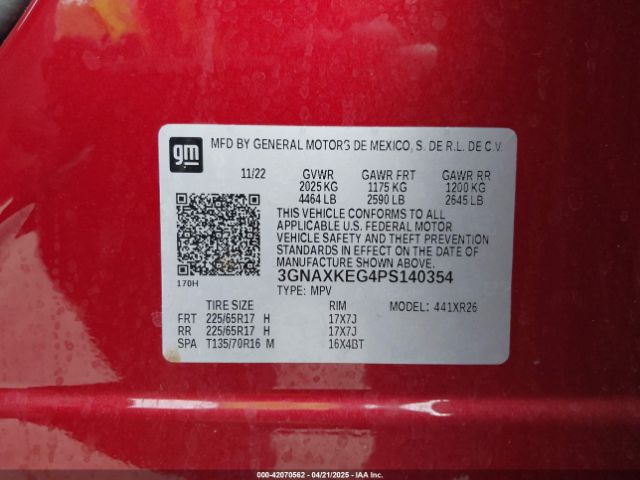 gm
MFD BY GENERAL MOTORS DE MEXICO, S. DE R.L. DE C.V.
11/22 GVWR GAWR FRT GAWR RR
2025 KG 1175 KG 1200 KG
4464 LB 2590 LB 2645 LB
THIS VEHICLE CONFORMS TO ALL
APPLICABLE U.S. FEDERAL MOTOR
VEHICLE SAFETY AND THEFT PREVENTION
STANDARDS IN EFFECT ON THE DATE OF
MANUFACTURE SHOWN ABOVE.
170H
3GNAXKEG4PS140354
TYPE: MPV
TIRE SIZE RIM MODEL: 441XR26
FRT 225/65R17 H 17X7J
RR 225/65R17 H 17X7J
SPA T135/70R16 M 16X4BT
000-42070562 - 04/21/2025 - IAAI.com